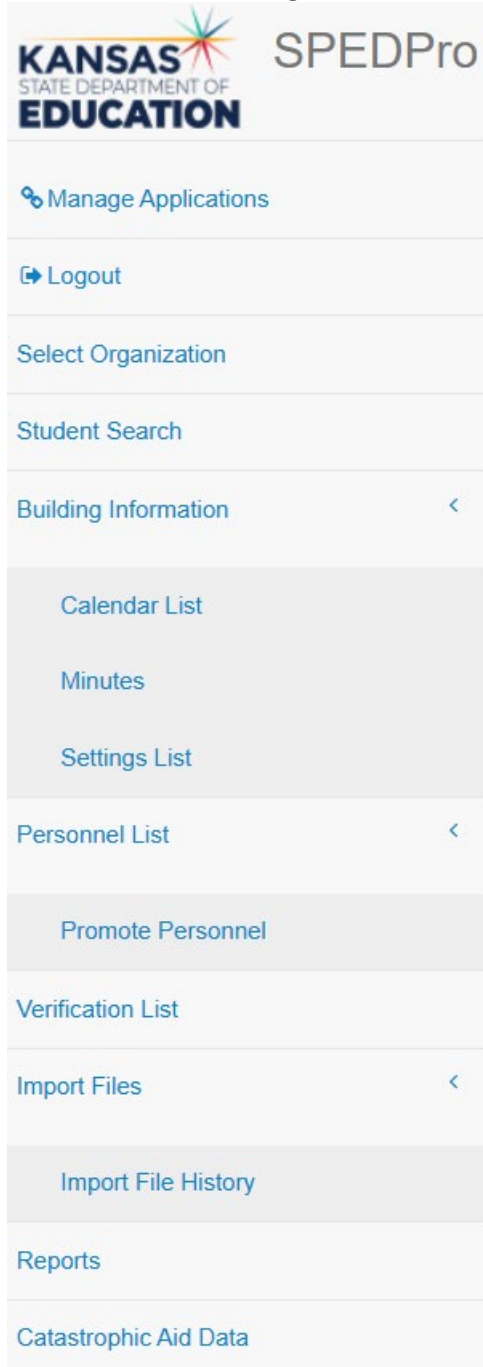 KANSAS
STATE DEPARTMENT OF
EDUCATION
SPEDPro
Manage Applications
Logout
Select Organization
Student Search
Building Information
Calendar List
Minutes
Settings List
Personnel List
Promote Personnel
Verification List
Import Files
Import File History
Reports
Catastrophic Aid Data